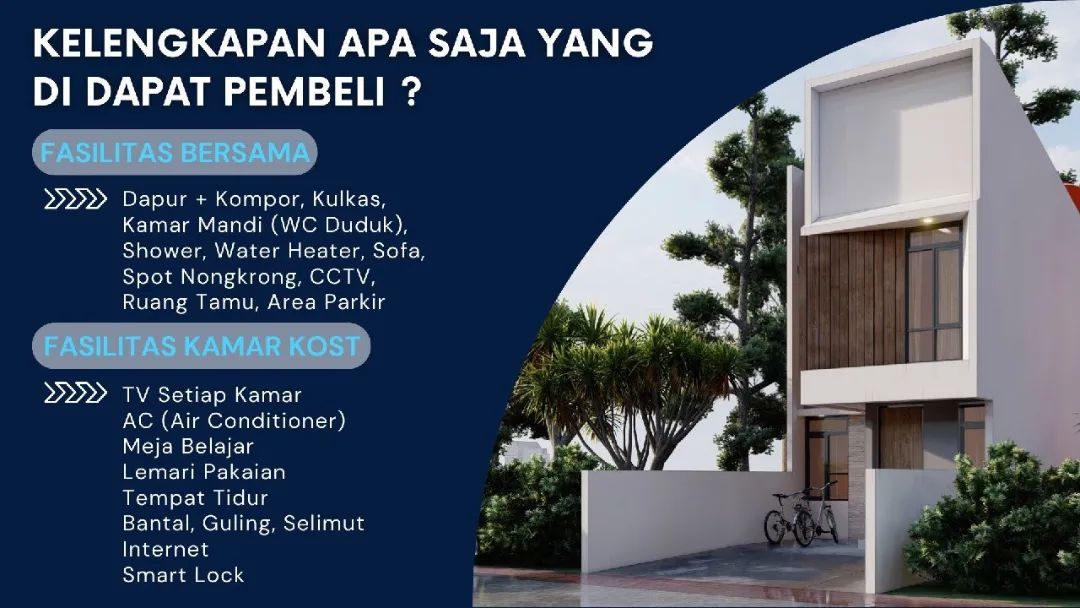 KELENGKAPAN APA SAJA YANG
DI DAPAT PEMBELI ?
FASILITAS BERSAMA
Dapur + Kompor, Kulkas,
Kamar Mandi (WC Duduk),
Shower, Water Heater, Sofa,
Spot Nongkrong, CCTV,
Ruang Tamu, Area Parkir
FASILITAS KAMAR KOST
TV Setiap Kamar
AC (Air Conditioner)
Meja Belajar
Lemari Pakaian
Tempat Tidur
Bantal, Guling, Selimut
Internet
Smart Lock